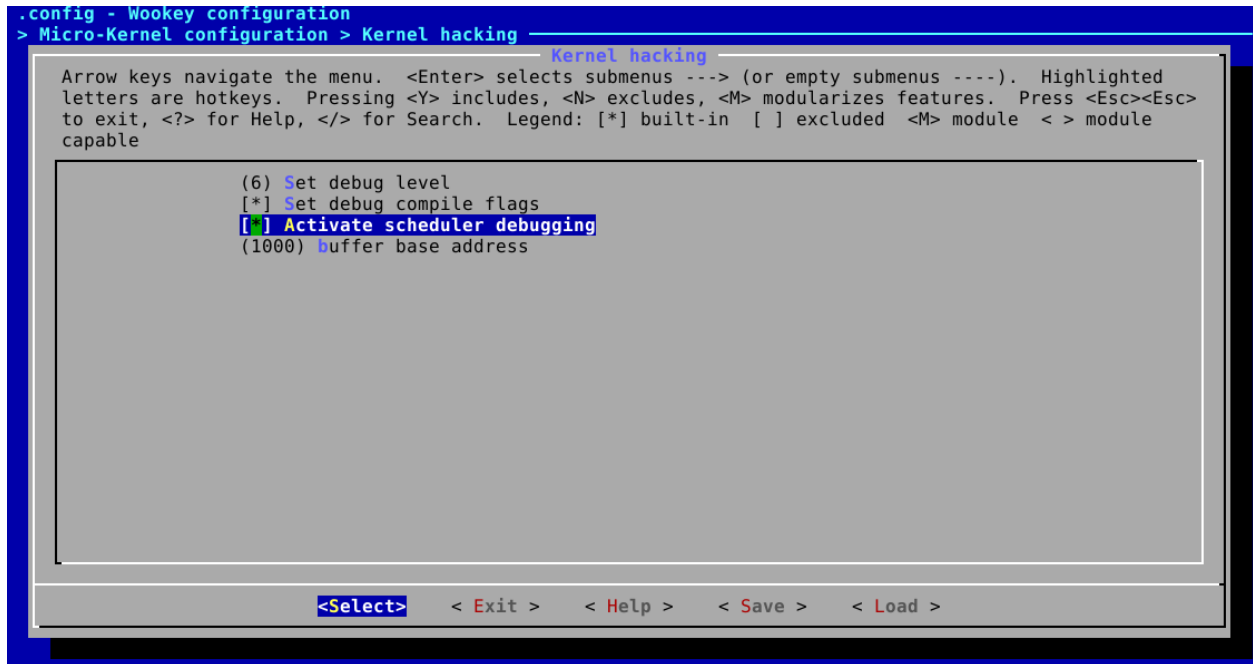 .config - Wookey configuration
> Micro-Kernel configuration > Kernel hacking
Kernel hacking
Arrow keys navigate the menu.  <Enter> selects submenus ---> (or empty submenus ----).  Highlighted
letters are hotkeys.  Pressing <Y> includes, <N> excludes, <M> modularizes features.  Press <Esc><Esc>
to exit, <?> for Help, </> for Search.  Legend: [*] built-in  [ ] excluded  <M> module  < > module
capable
(6) Set debug level
[*] Set debug compile flags
[*] Activate scheduler debugging
(1000) buffer base address
<Select>    < Exit >    < Help >    < Save >    < Load >